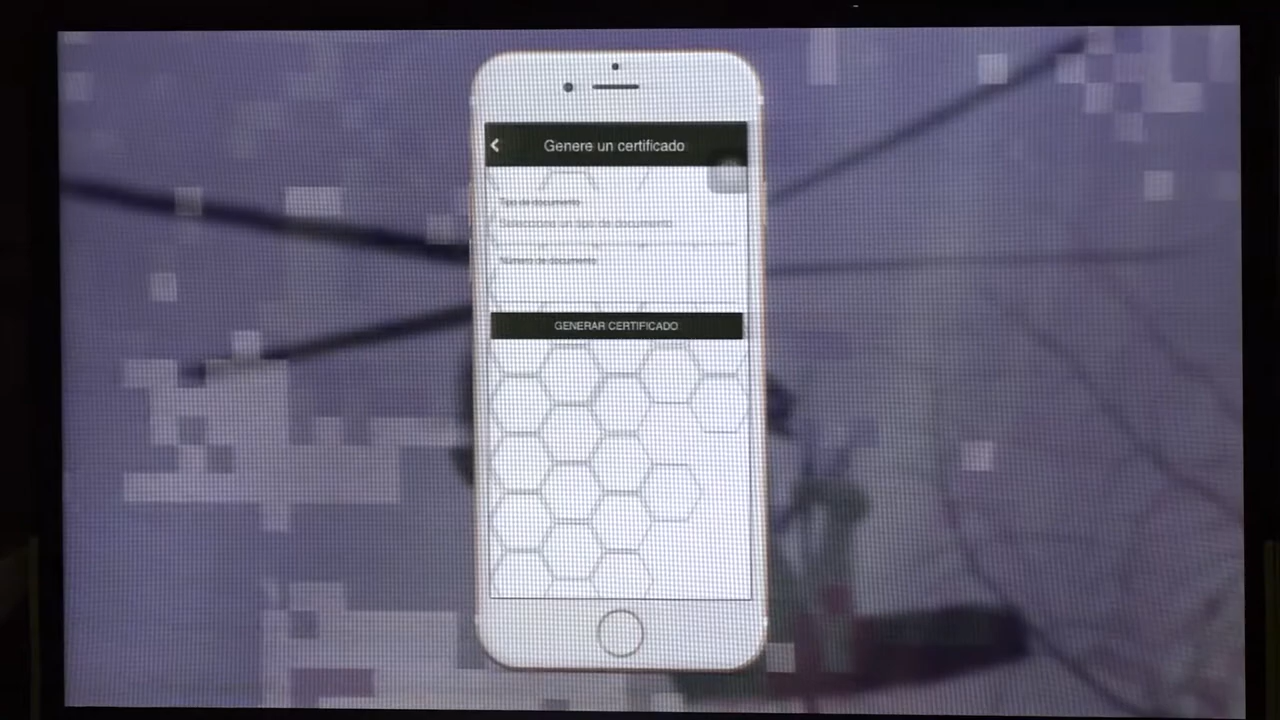 Genere un certificado
Tipo de documento
Seleccione un tipo de documento
Número de documento
GENERAR CERTIFICADO